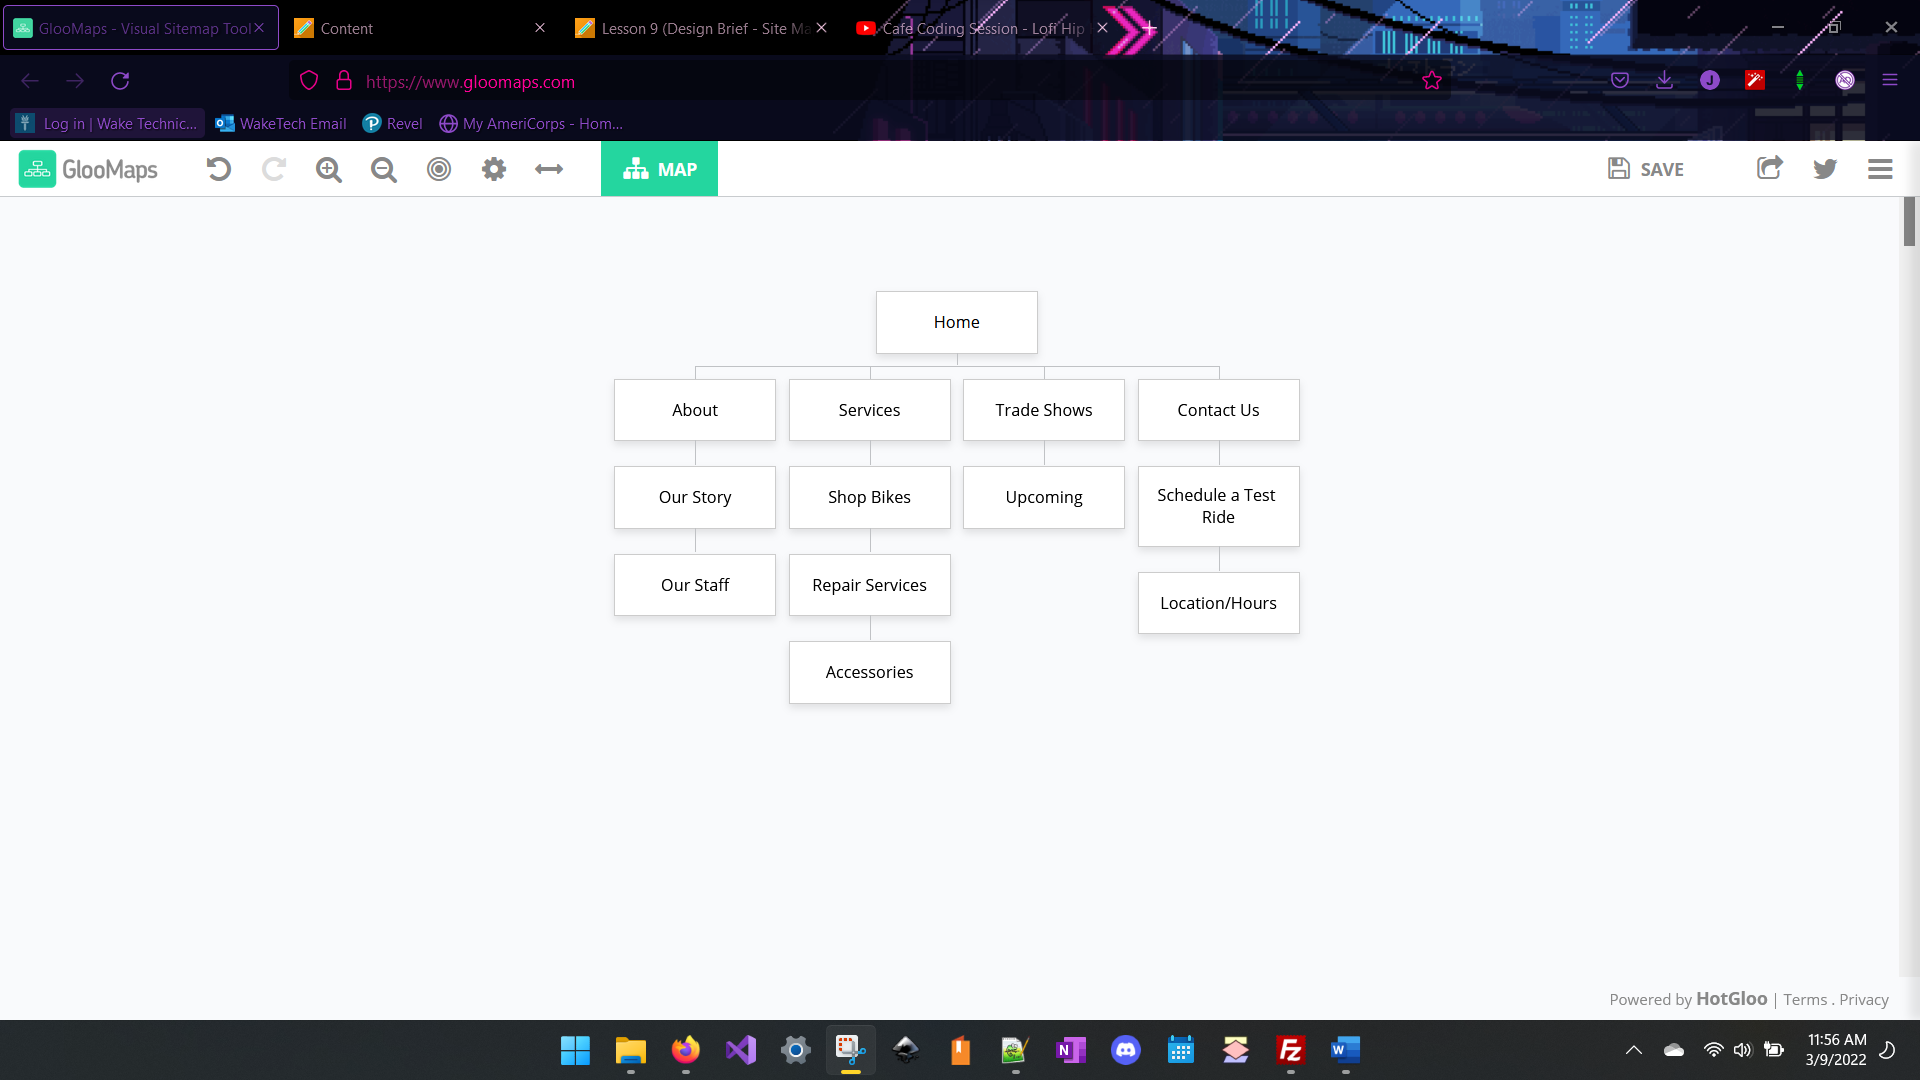 GlooMaps - Visual Sitemap Tool
Content
Lesson 9 (Design Brief - Site Ma
Cafe Coding Session - Lofi Hip
https://www.gloomaps.com
Log in | Wake Technic...
WakeTech Email
Revel
My AmeriCorps - Hom...
GlooMaps
MAP
SAVE
Home
About
Services
Trade Shows
Contact Us
Our Story
Shop Bikes
Upcoming
Schedule a Test
Ride
Our Staff
Repair Services
Location/Hours
Accessories
Powered by HotGloo | Terms . Privacy
11:56 AM
3/9/2022